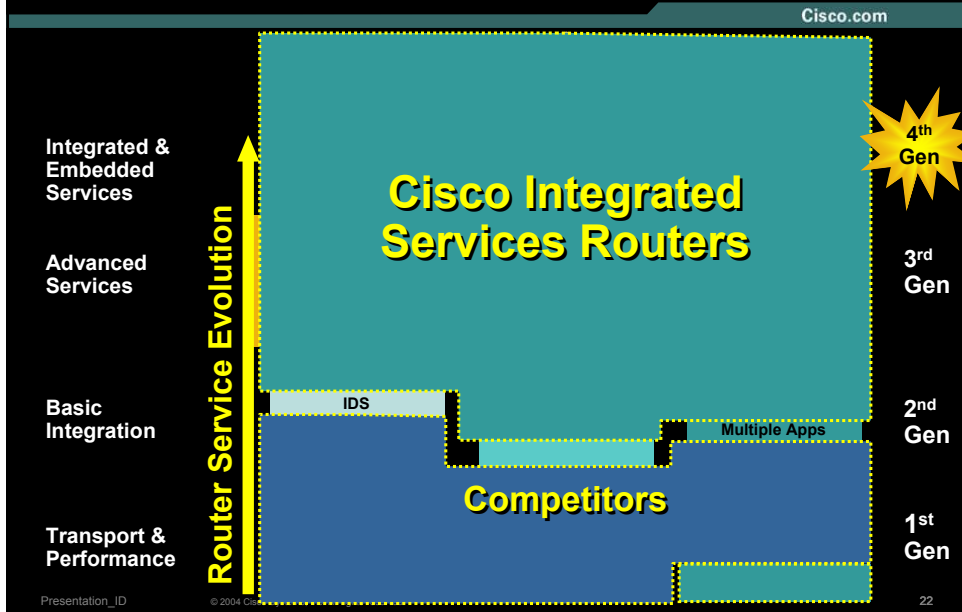 Cisco.com
4th
Gen
Integrated &
Embedded
Services
Cisco Integrated
Services Routers
Advanced
Services
3rd
Gen
Router Service Evolution
IDS
Basic
Integration
2nd
Gen
Multiple Apps
Competitors
Transport &
Performance
1st
Gen
Presentation_ID
© 2004
22